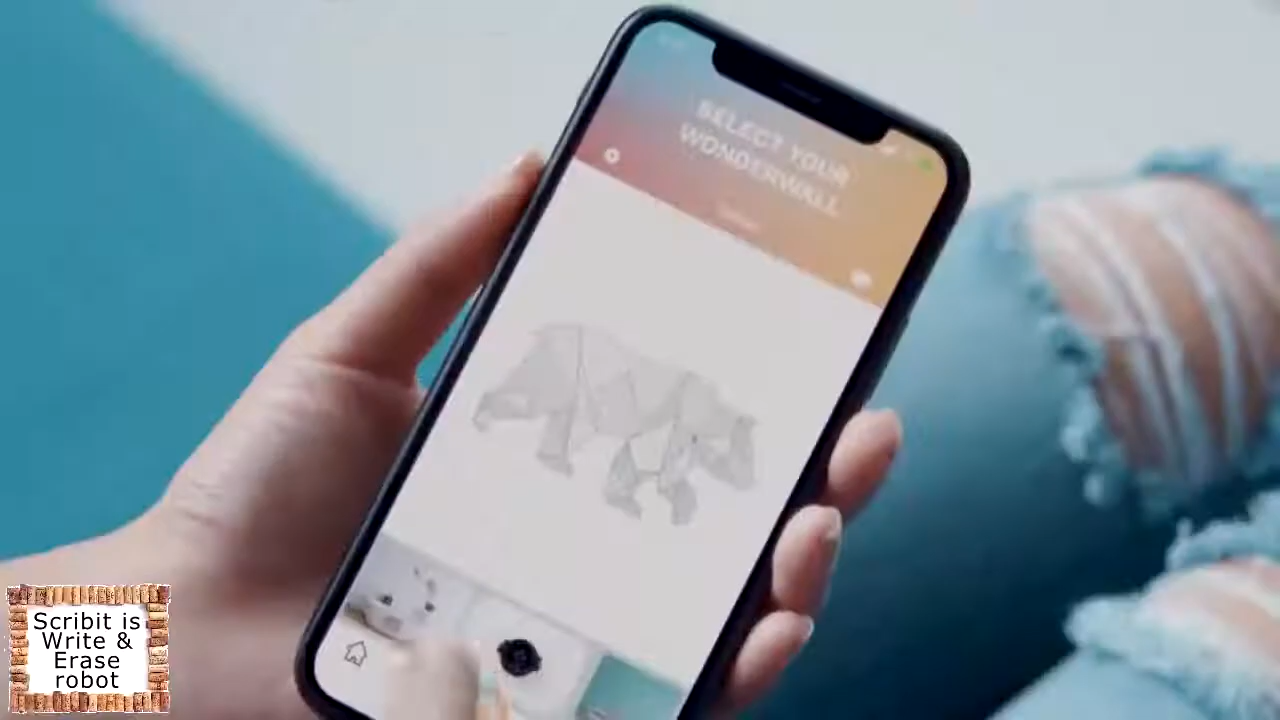 SELECT YOUR
WONDERWALL
Scribit is
Write &
Erase
robot